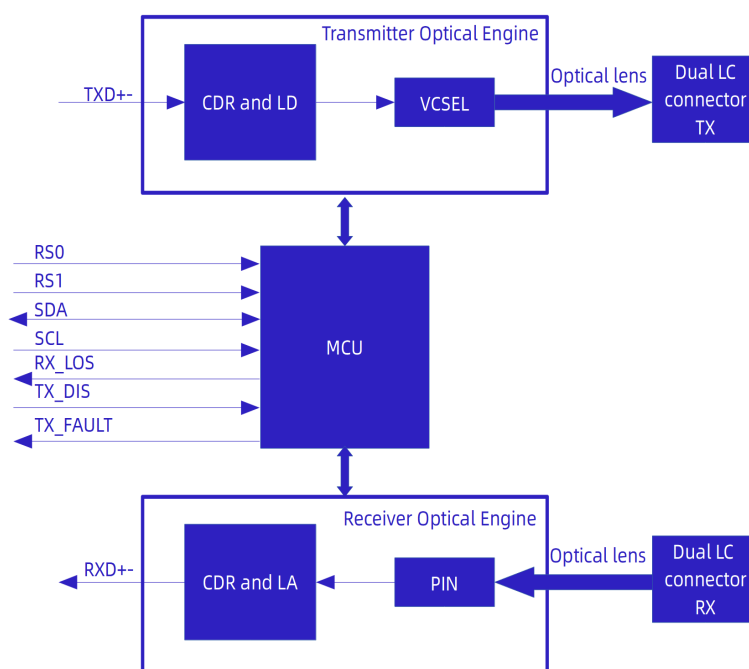 Transmitter Optical Engine
TXD+-
CDR and LD
VCSEL
Optical lens
Dual LC
connector
TX
RS0
RS1
SDA
SCL
RX_LOS
TX_DIS
TX_FAULT
MCU
Receiver Optical Engine
RXD+-
CDR and LA
PIN
Optical lens
Dual LC
connector
RX